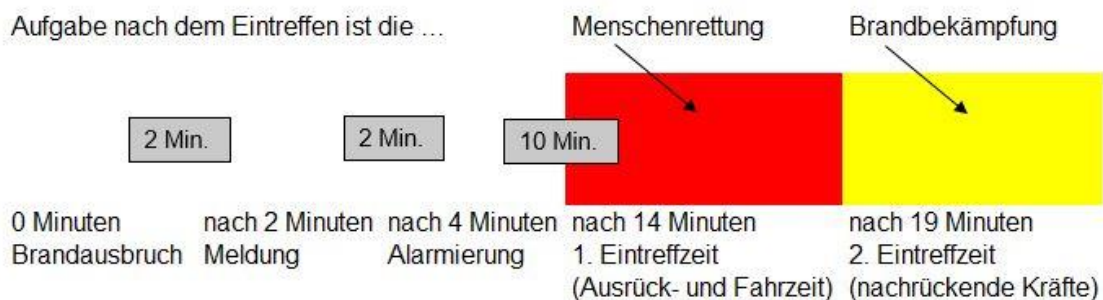 Aufgabe nach dem Eintreffen ist die …
Menschenrettung
Brandbekämpfung
2 Min.
2 Min.
10 Min.
0 Minuten
Brandausbruch
nach 2 Minuten
Meldung
nach 4 Minuten
Alarmierung
nach 14 Minuten
1. Eintreffzeit
(Ausrück- und Fahrzeit)
nach 19 Minuten
2. Eintreffzeit
(nachrückende Kräfte)